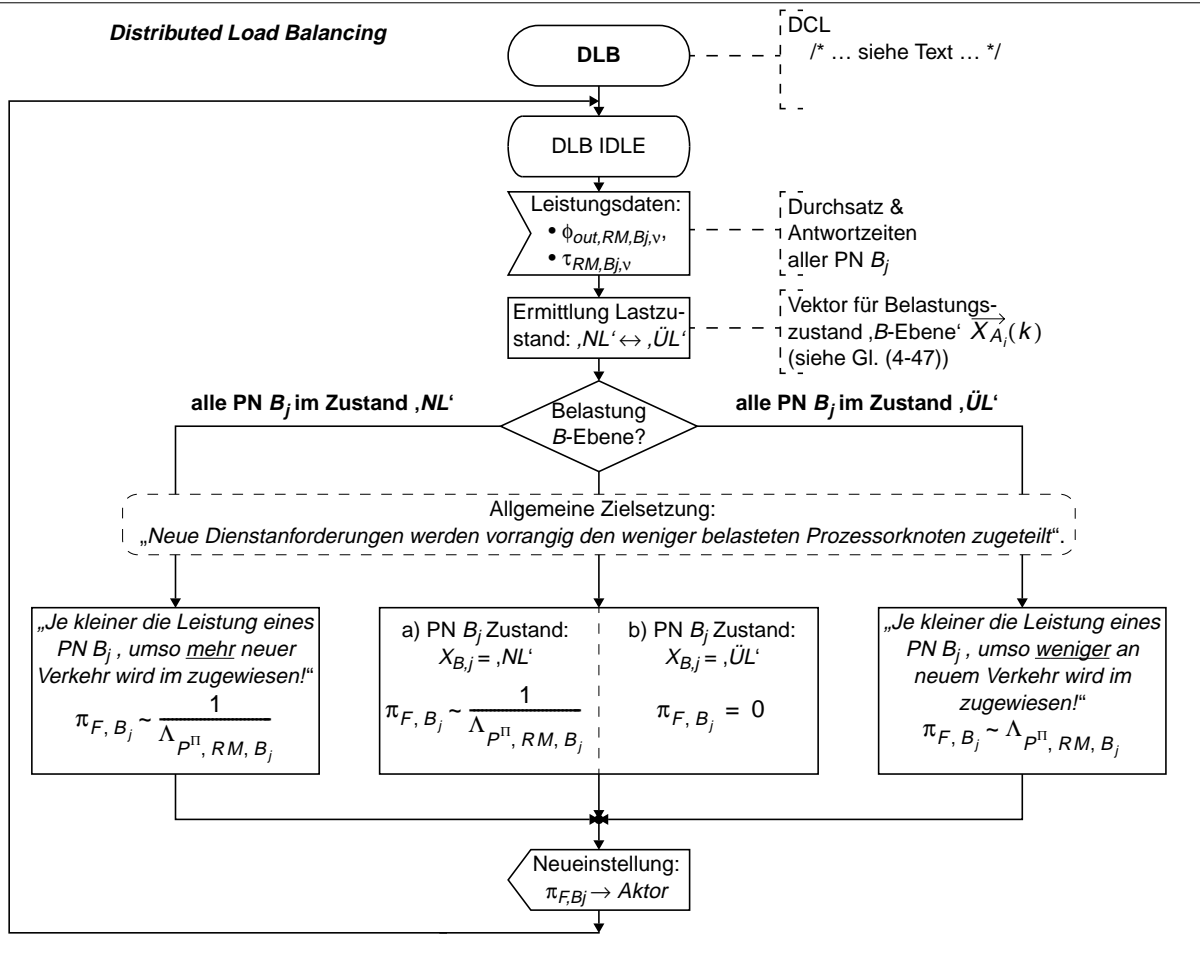 Distributed Load Balancing
DLB
DCL
/* … siehe Text … */
DLB IDLE
Leistungsdaten:
• ϕout,RM,Bj,ν,
• τRM,Bj,ν
Durchsatz &
Antwortzeiten
aller PN Bj
Ermittlung Lastzu-
stand: ‚NL‘ ↔ ‚ÜL‘
Vektor für Belastungs-
zustand ‚B-Ebene‘ XAi(k)
(siehe Gl. (4-47))
alle PN Bj im Zustand ‚NL‘
Belastung
B-Ebene?
alle PN Bj im Zustand ‚ÜL‘
Allgemeine Zielsetzung:
„Neue Dienstanforderungen werden vorrangig den weniger belasteten Prozessorknoten zugeteilt“.
„Je kleiner die Leistung eines
PN Bj , umso mehr neuer
Verkehr wird im zugewiesen!“
πF, Bj ~ 1 / ΛPΠ, RM, Bj
a) PN Bj Zustand:
XB,j = ‚NL‘
πF, Bj ~ 1 / ΛPΠ, RM, Bj
b) PN Bj Zustand:
XB,j = ‚ÜL‘
πF, Bj = 0
„Je kleiner die Leistung eines
PN Bj , umso weniger an
neuem Verkehr wird im
zugewiesen!“
πF, Bj ~ ΛPΠ, RM, Bj
Neueinstellung:
πF,Bj → Aktor